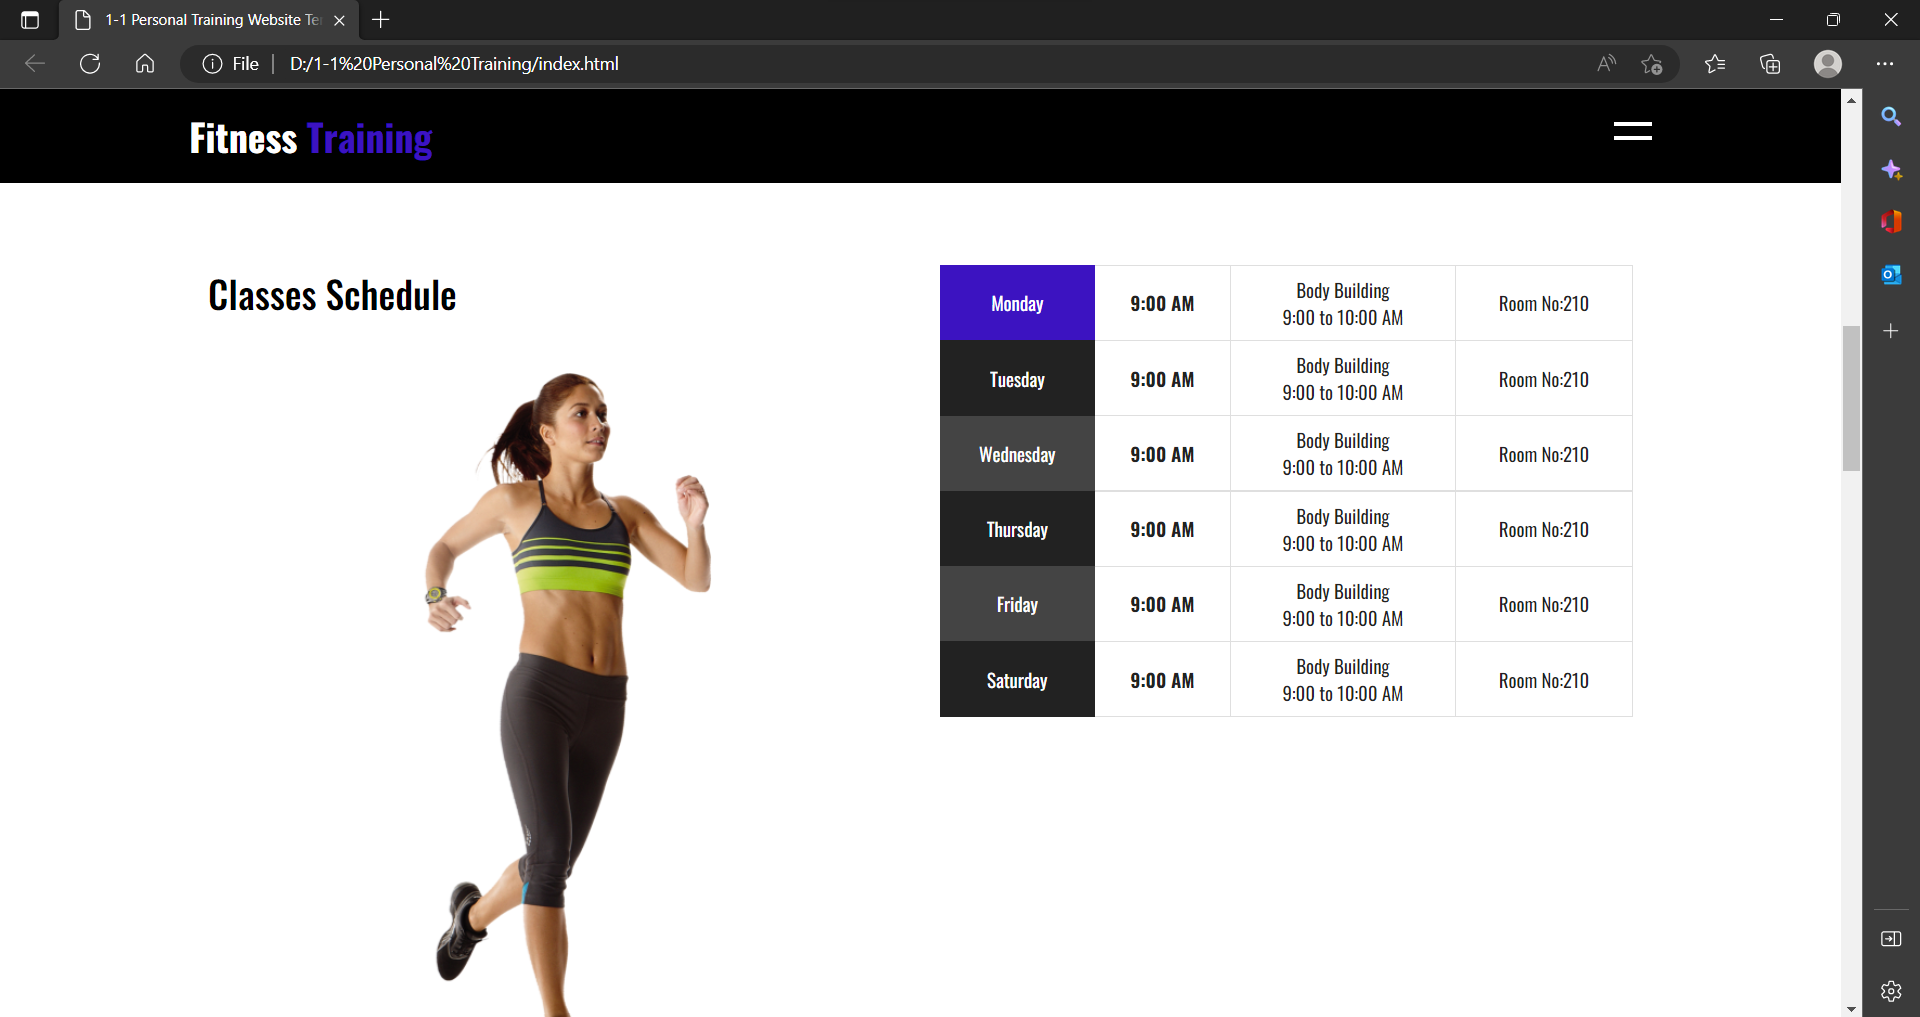 1-1 Personal Training Website Te
File
D:/1-1%20Personal%20Training/index.html
Fitness Training
Classes Schedule
Monday 9:00 AM Body Building 9:00 to 10:00 AM Room No:210
Tuesday 9:00 AM Body Building 9:00 to 10:00 AM Room No:210
Wednesday 9:00 AM Body Building 9:00 to 10:00 AM Room No:210
Thursday 9:00 AM Body Building 9:00 to 10:00 AM Room No:210
Friday 9:00 AM Body Building 9:00 to 10:00 AM Room No:210
Saturday 9:00 AM Body Building 9:00 to 10:00 AM Room No:210